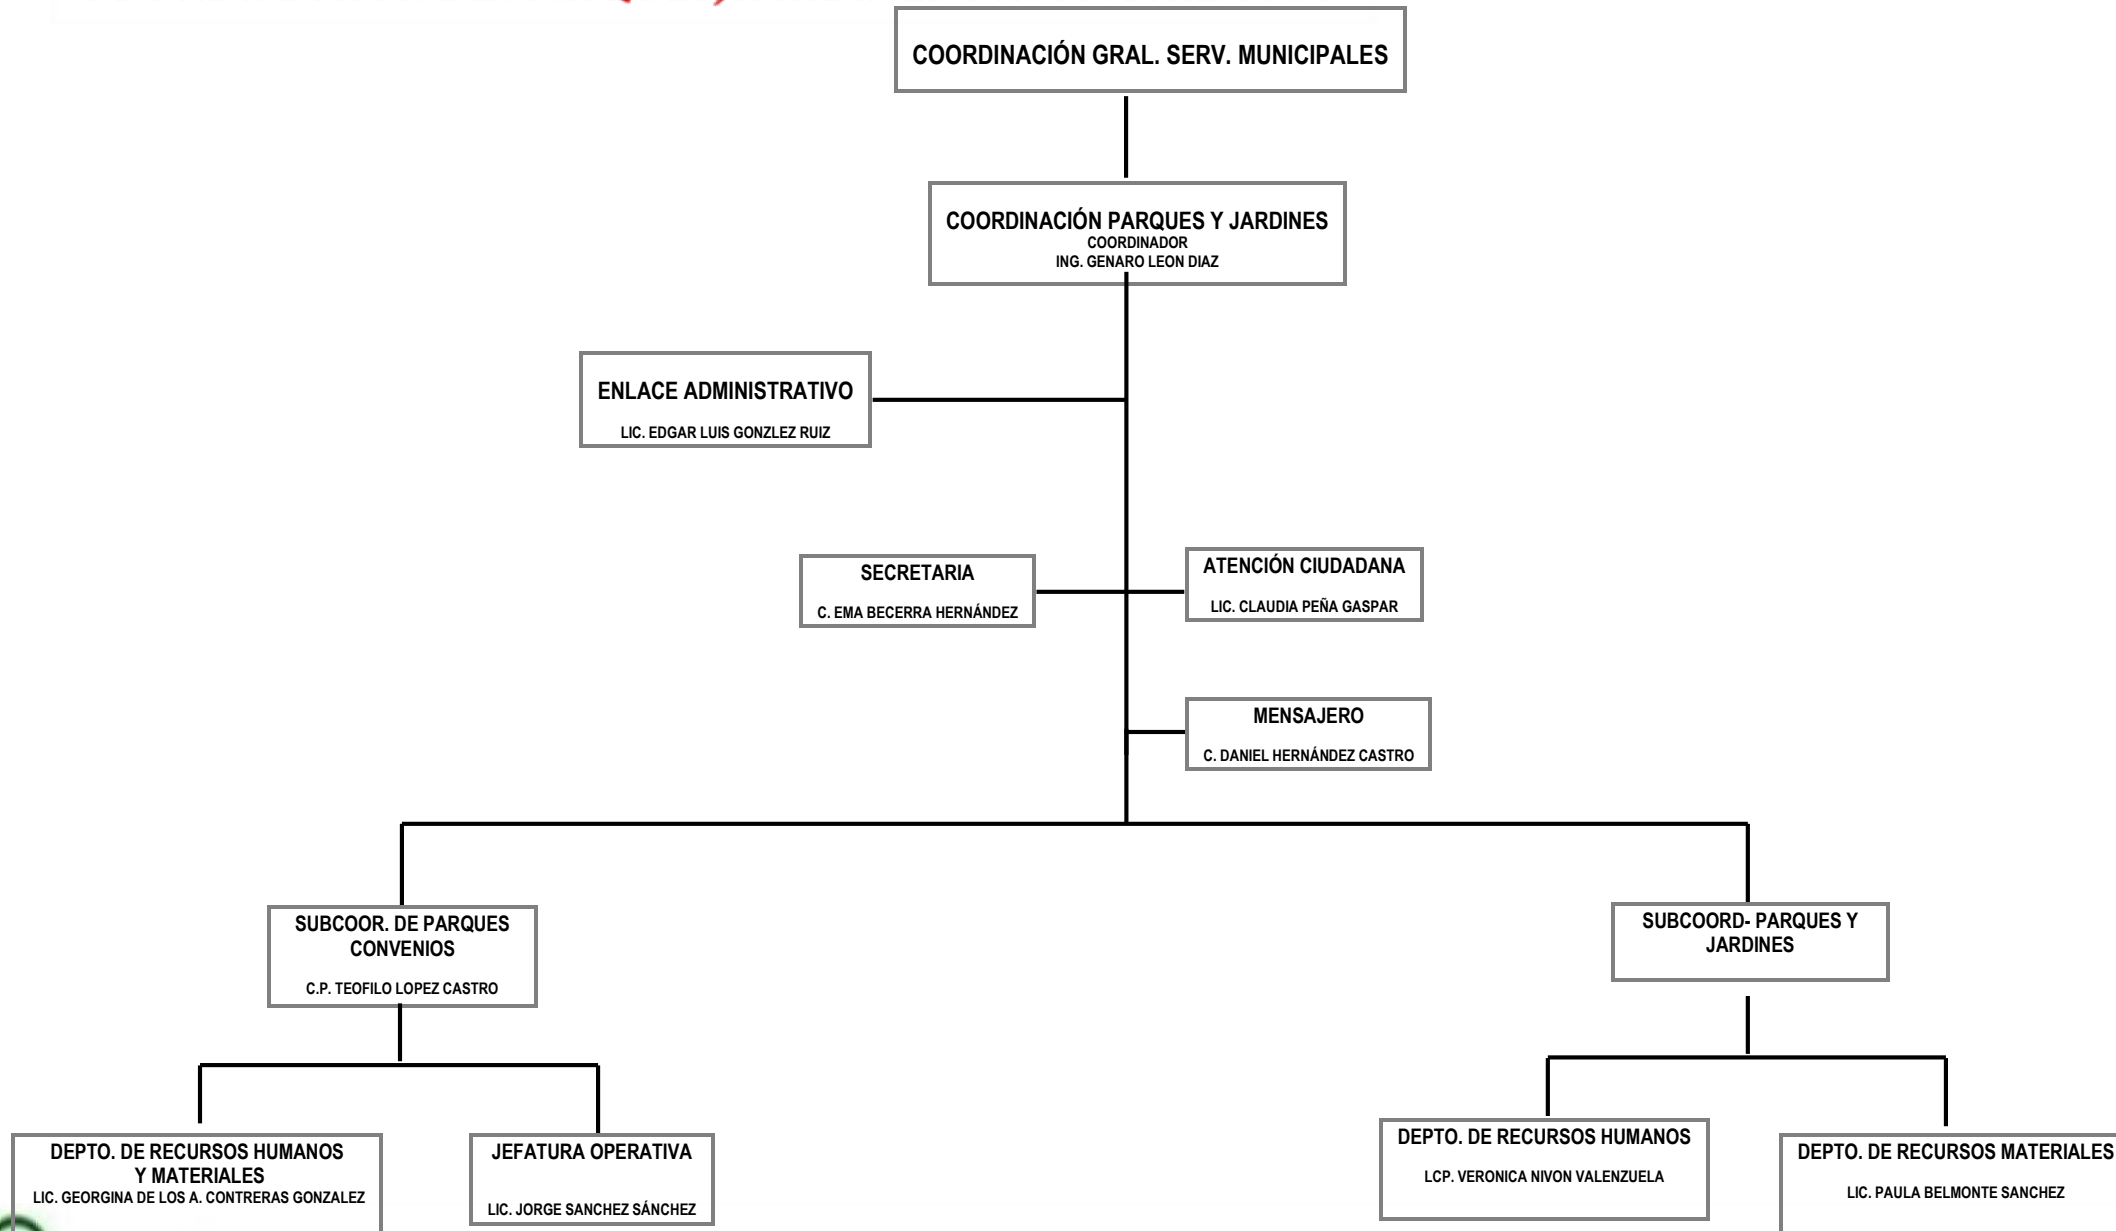 COORDINACIÓN GRAL. SERV. MUNICIPALES
COORDINACIÓN PARQUES Y JARDINES
COORDINADOR
ING. GENARO LEON DIAZ
ENLACE ADMINISTRATIVO
LIC. EDGAR LUIS GONZLEZ RUIZ
SECRETARIA
C. EMA BECERRA HERNÁNDEZ
ATENCIÓN CIUDADANA
LIC. CLAUDIA PEÑA GASPAR
MENSAJERO
C. DANIEL HERNÁNDEZ CASTRO
SUBCOOR. DE PARQUES
CONVENIOS
C.P. TEOFILO LOPEZ CASTRO
SUBCOORD- PARQUES Y
JARDINES
DEPTO. DE RECURSOS HUMANOS
Y MATERIALES
LIC. GEORGINA DE LOS A. CONTRERAS GONZALEZ
JEFATURA OPERATIVA
LIC. JORGE SANCHEZ SÁNCHEZ
DEPTO. DE RECURSOS HUMANOS
LCP. VERONICA NIVON VALENZUELA
DEPTO. DE RECURSOS MATERIALES
LIC. PAULA BELMONTE SANCHEZ